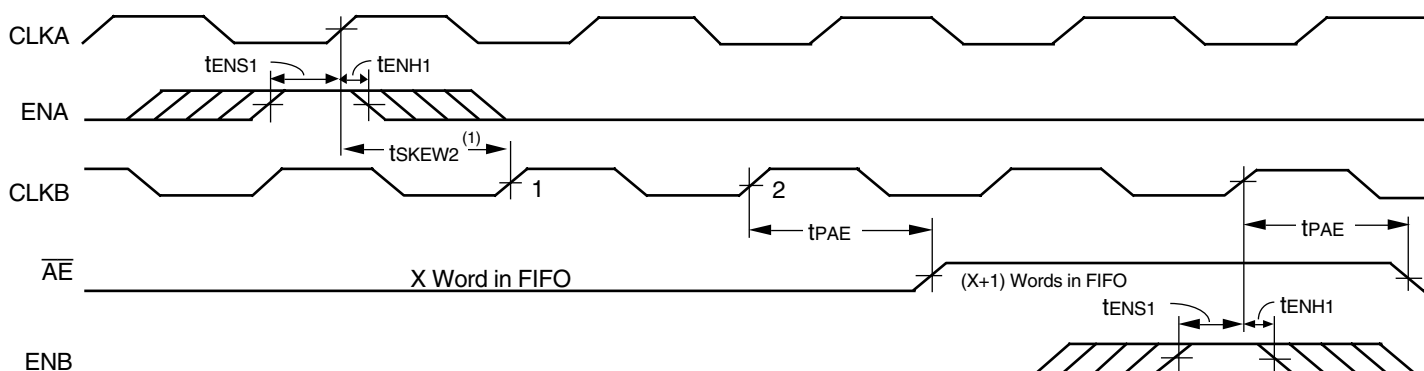 CLKA
tENS1 tENH1
ENA
tSKEW2(1)
CLKB 1 2
tPAE tPAE
AE X Word in FIFO (X+1) Words in FIFO
tENS1 tENH1
ENB